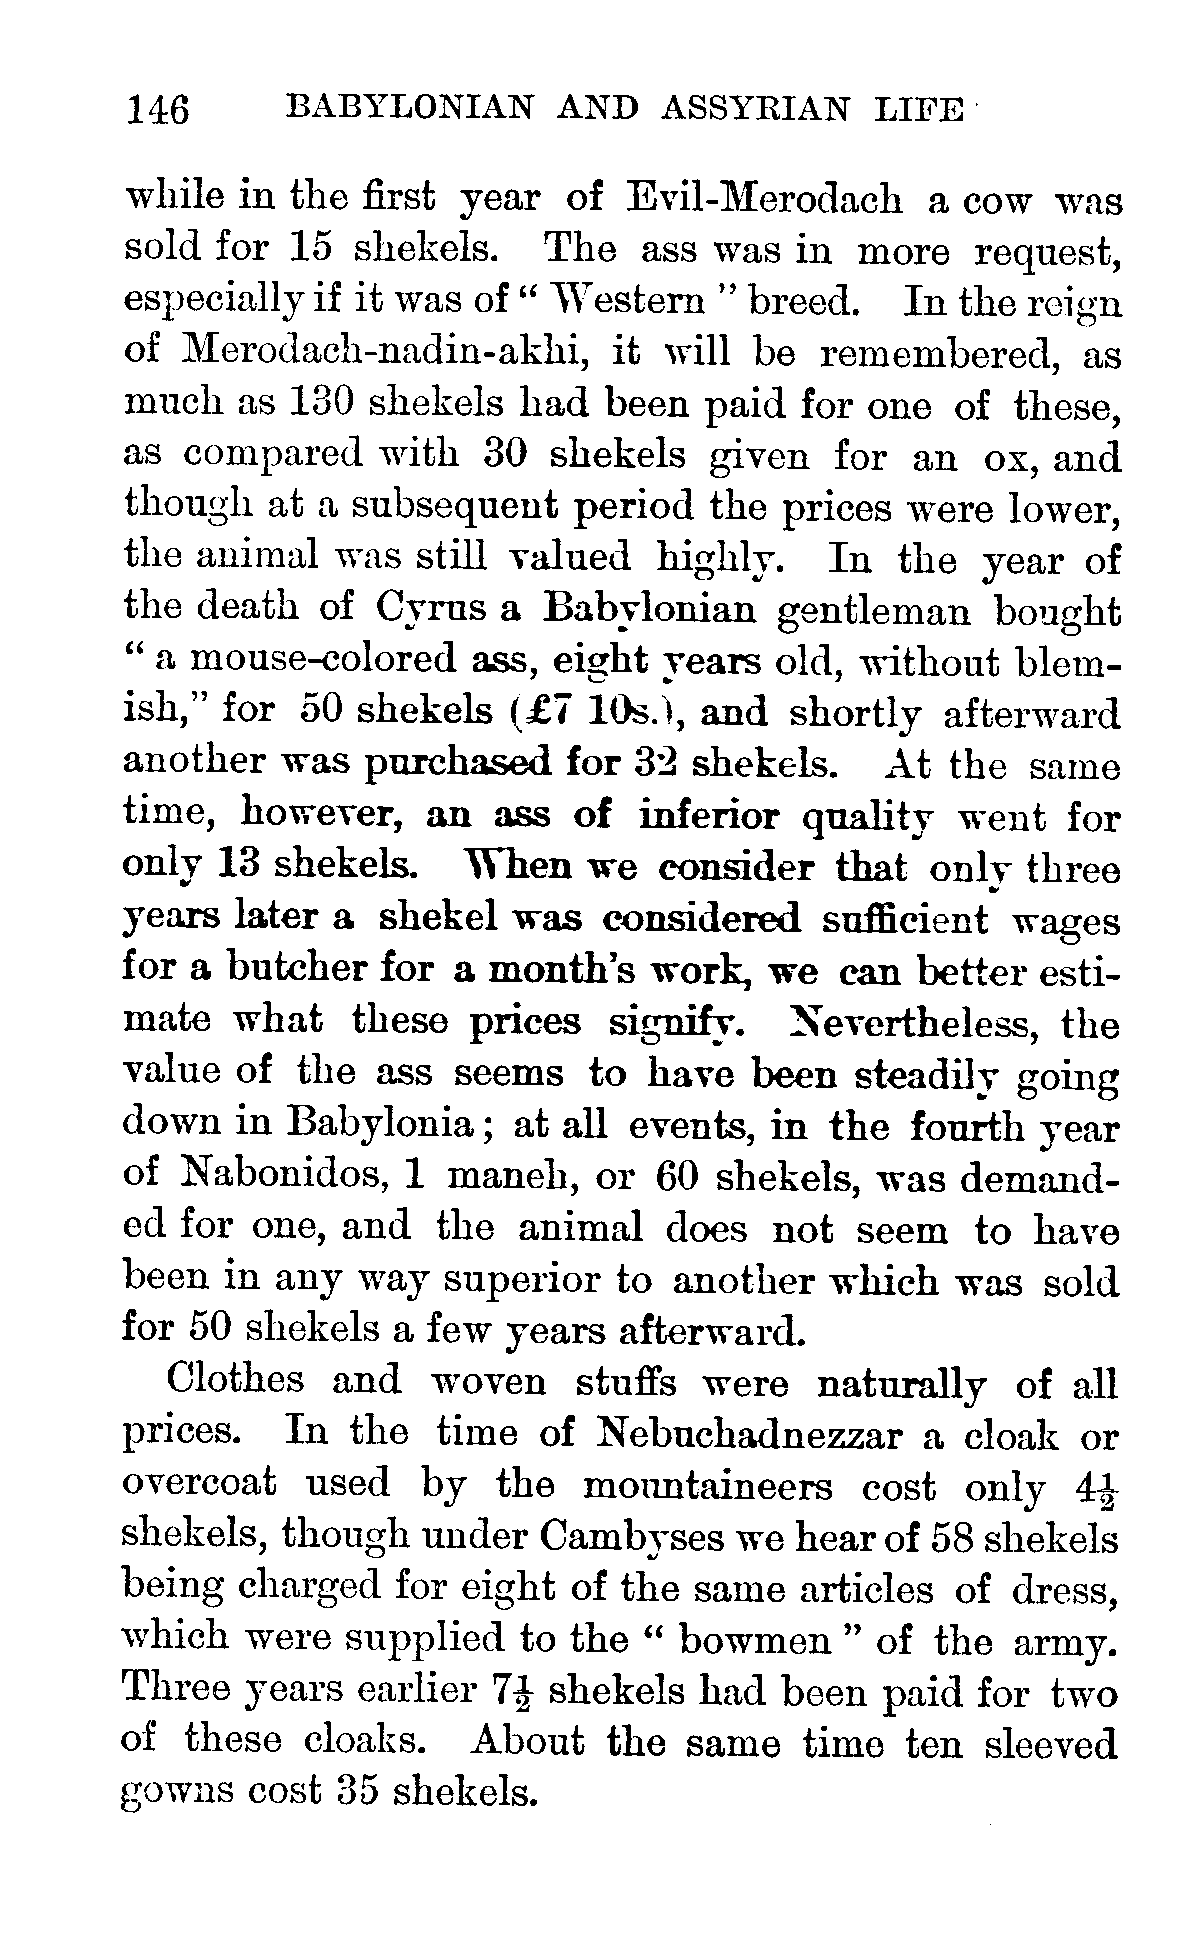 146 BABYLONIAN AND ASSYRIAN LIFE
while in the first year of Evil-Merodach a cow was
sold for 15 shekels. The ass was in more request,
especially if it was of “ Western ” breed. In the reign
of Merodach-nadin-akhi, it will be remembered, as
much as 130 shekels had been paid for one of these,
as compared with 30 shekels given for an ox, and
though at a subsequent period the prices were lower,
the animal was still valued highly. In the year of
the death of Cyrus a Babylonian gentleman bought
“ a mouse-colored ass, eight years old, without blem-
ish,” for 50 shekels (£7 10s.), and shortly afterward
another was purchased for 32 shekels. At the same
time, however, an ass of inferior quality went for
only 13 shekels. When we consider that only three
years later a shekel was considered sufficient wages
for a butcher for a month’s work, we can better esti-
mate what these prices signify. Nevertheless, the
value of the ass seems to have been steadily going
down in Babylonia; at all events, in the fourth year
of Nabonidos, 1 maneh, or 60 shekels, was demand-
ed for one, and the animal does not seem to have
been in any way superior to another which was sold
for 50 shekels a few years afterward.
Clothes and woven stuffs were naturally of all
prices. In the time of Nebuchadnezzar a cloak or
overcoat used by the mountaineers cost only 4½
shekels, though under Cambyses we hear of 58 shekels
being charged for eight of the same articles of dress,
which were supplied to the “ bowmen ” of the army.
Three years earlier 7½ shekels had been paid for two
of these cloaks. About the same time ten sleeved
gowns cost 35 shekels.